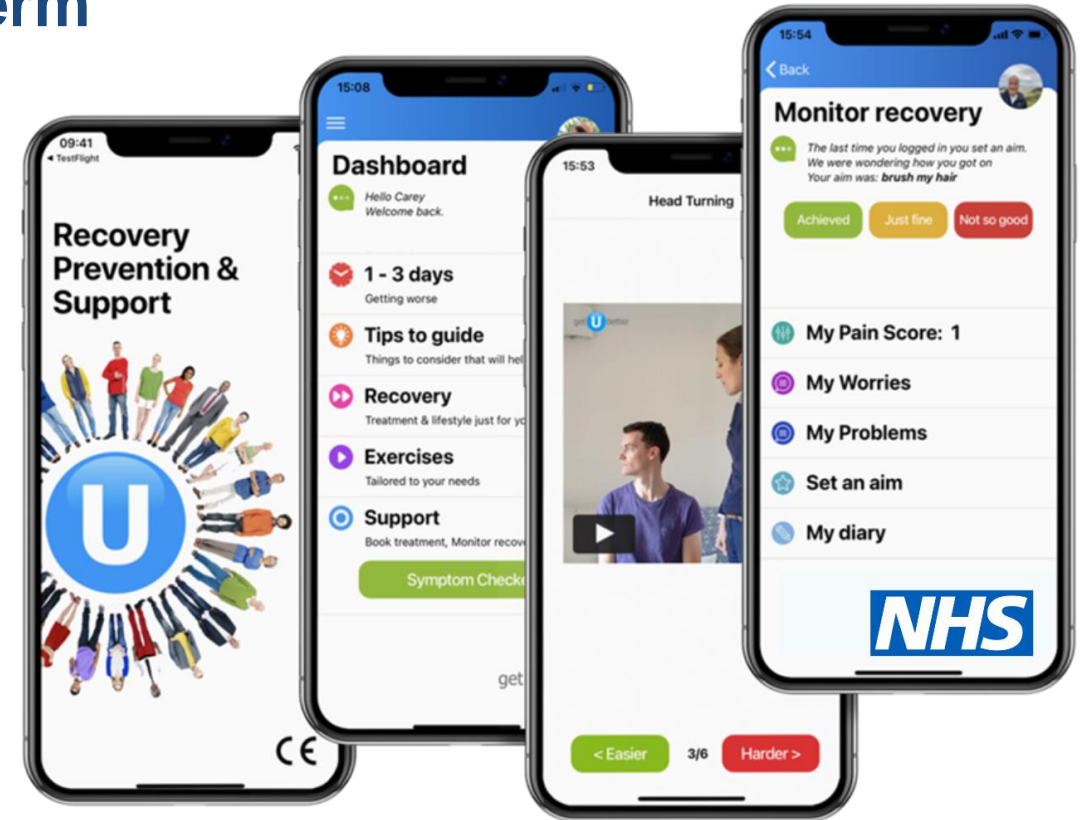 15:54
Back
Monitor recovery
The last time you logged in you set an aim.
We were wondering how you got on
Your aim was: brush my hair
Achieved
Just fine
Not so good
My Pain Score: 1
My Worries
My Problems
Set an aim
My diary
NHS
15:08
Dashboard
Hello Carey
Welcome back.
1 - 3 days
Getting worse
Tips to guide
Things to consider that will
Recovery
Treatment & lifestyle just for
Exercises
Tailored to your needs
Support
Book treatment, Monitor
Symptom
get
09:41
◀ TestFlight
Recovery
Prevention &
Support
U
CE
15:53
Head Turning
get U better
< Easier
3/6
Harder >